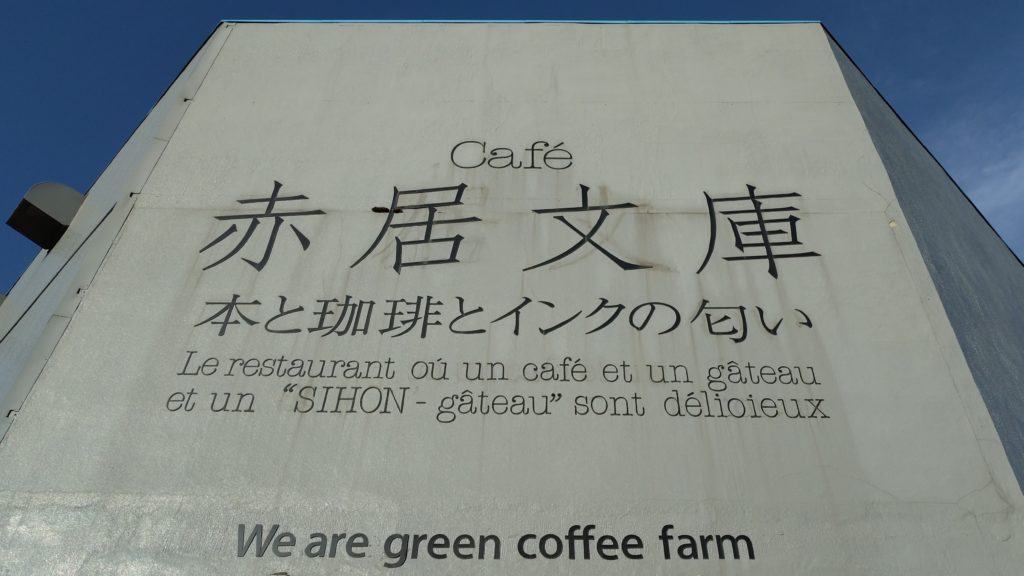 Café
赤居文庫
本と珈琲とインクの匂い
Le restaurant oú un café et un gâteau
et un “SIHON - gâteau” sont délioieux
We are green coffee farm